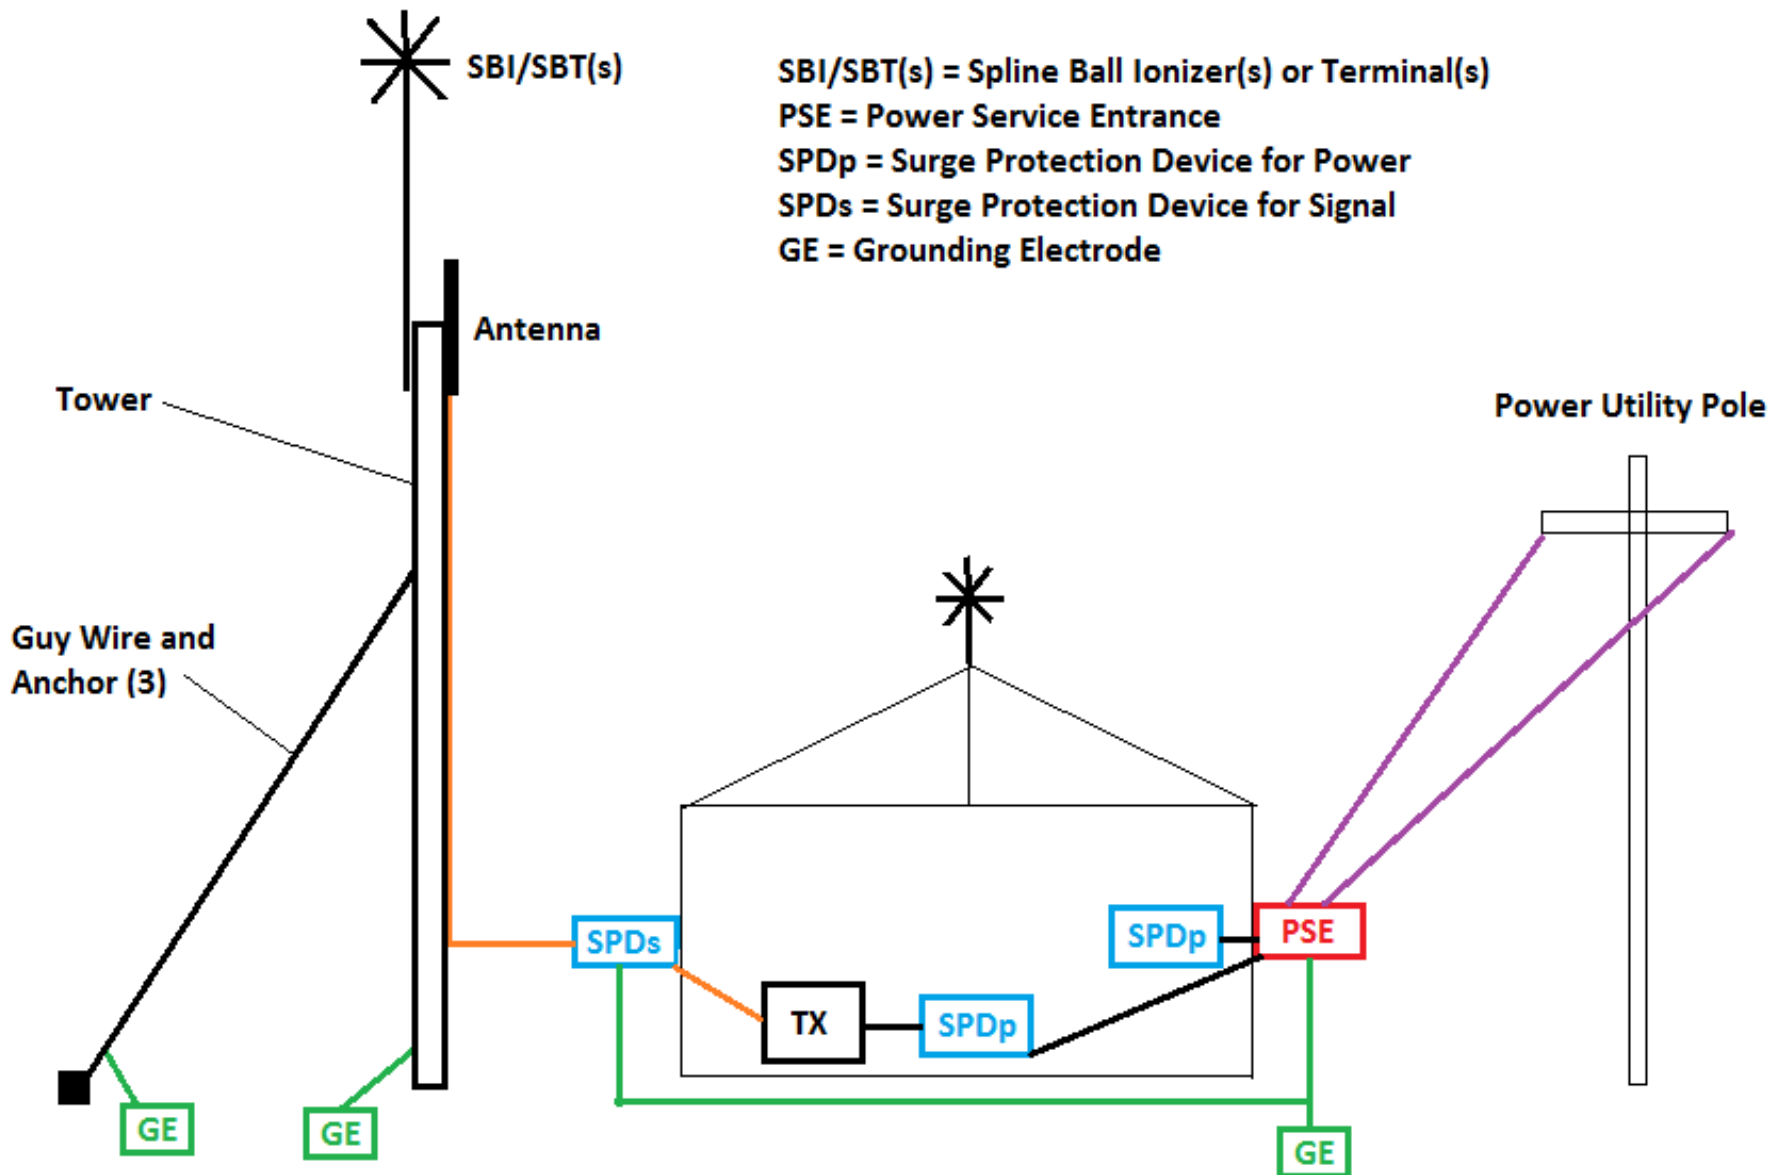 SBI/SBT(s)
SBI/SBT(s) = Spline Ball Ionizer(s) or Terminal(s)
PSE = Power Service Entrance
SPDp = Surge Protection Device for Power
SPDs = Surge Protection Device for Signal
GE = Grounding Electrode
Antenna
Tower
Power Utility Pole
Guy Wire and
Anchor (3)
SPDs
SPDp
PSE
TX
SPDp
GE
GE
GE